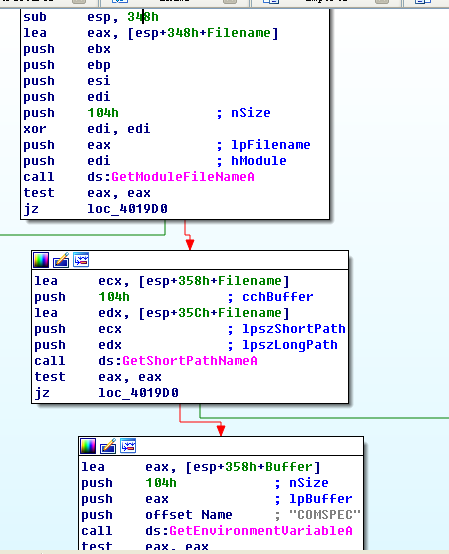 sub esp, 348h
lea eax, [esp+348h+Filename]
push ebx
push ebp
push esi
push edi
push 104h ; nSize
xor edi, edi
push eax ; lpFilename
push edi ; hModule
call ds:GetModuleFileNameA
test eax, eax
jz loc_4019D0
lea ecx, [esp+358h+Filename]
push 104h ; cchBuffer
lea edx, [esp+35Ch+Filename]
push ecx ; lpszShortPath
push edx ; lpszLongPath
call ds:GetShortPathNameA
test eax, eax
jz loc_4019D0
lea eax, [esp+358h+Buffer]
push 104h ; nSize
push eax ; lpBuffer
push offset Name ; "COMSPEC"
call ds:GetEnvironmentVariableA
test eax, eax